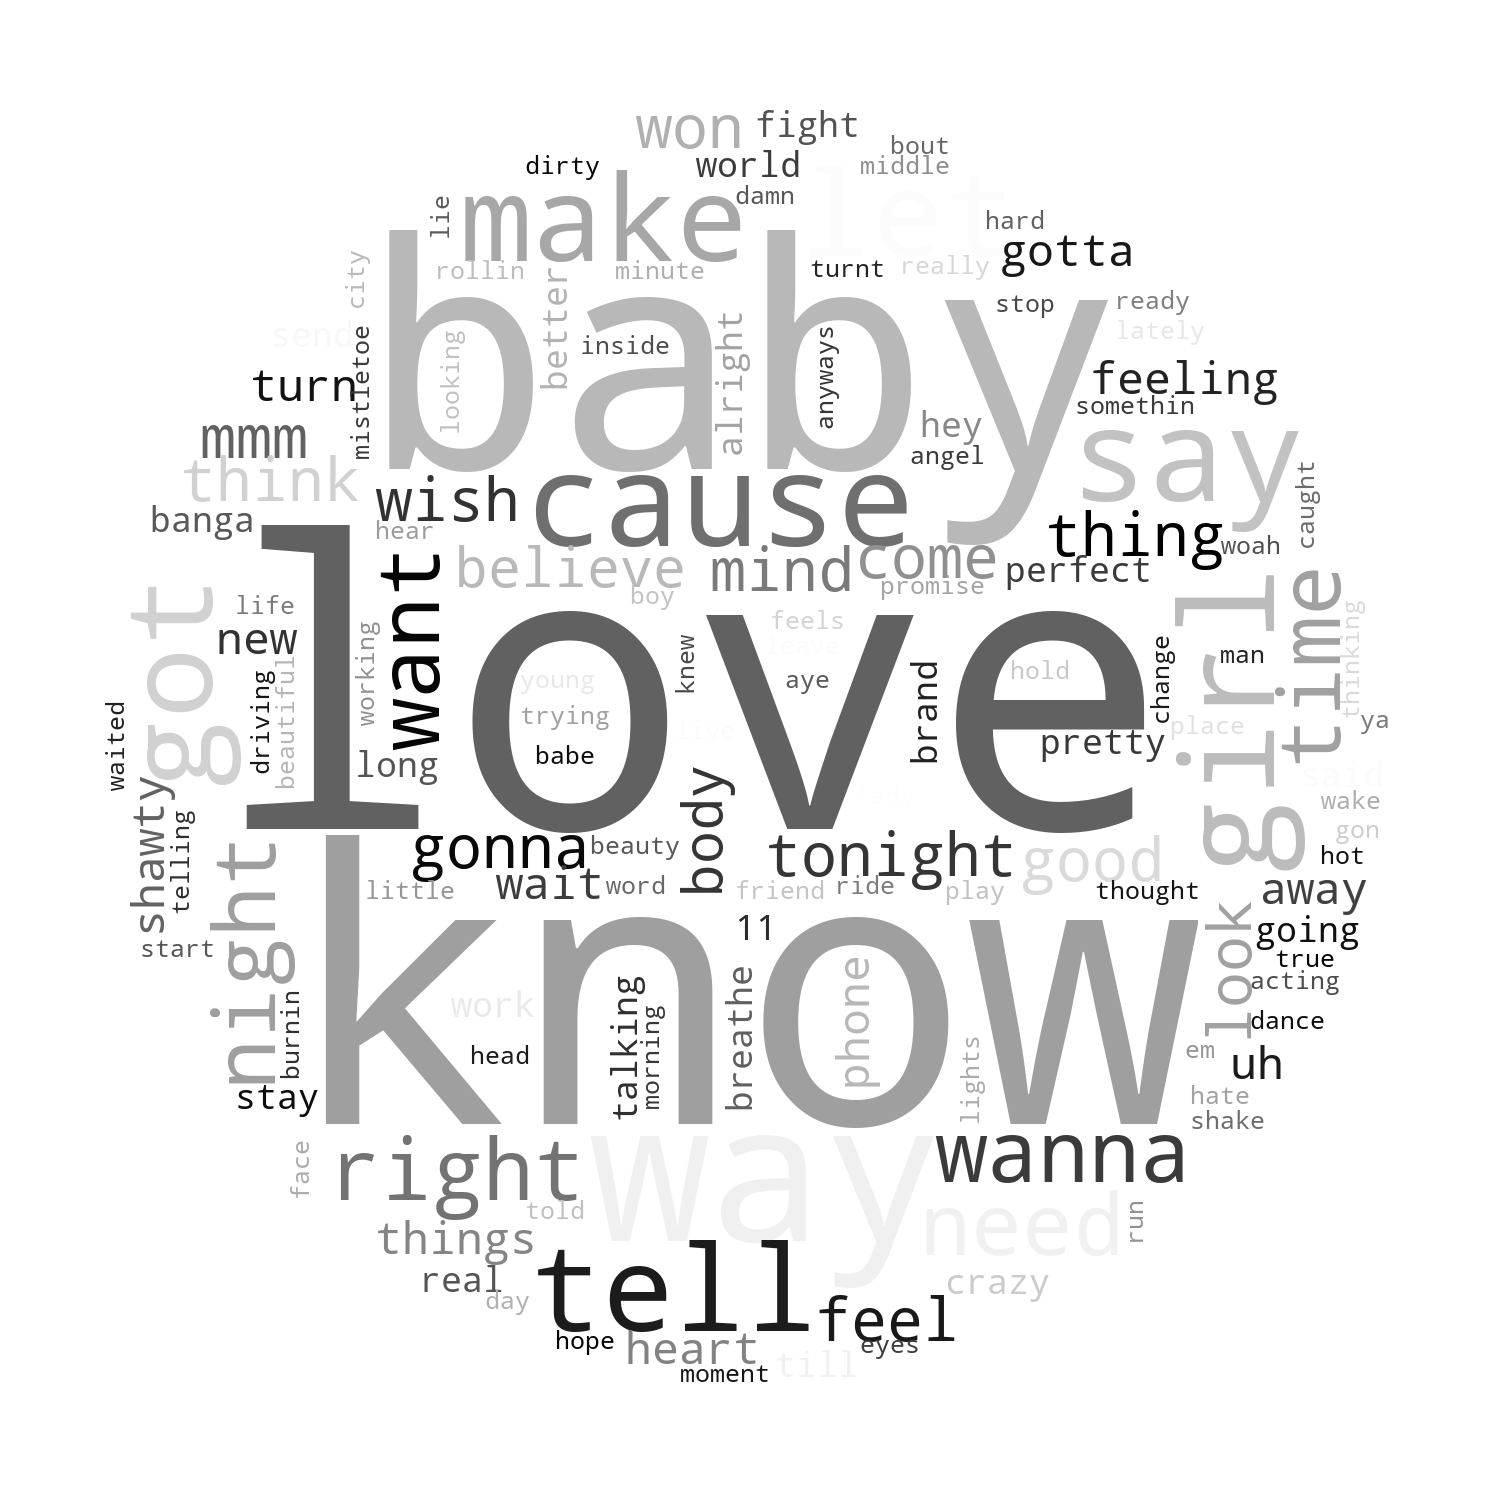 won fight
bout
dirty world middle
make damn let
lie hard
gotta
baby
city rollin minute turnt really
better
send stop ready
lately
mistletoe looking inside alright anyways
turn feeling
somethin
mmm hey say
angel
think wish cause caught
banga hear thing woah
love
want believe mind come perfect
boy promise
got life feels girl time
new working knew leave change man thinking
driving beautiful young aye brand hold
trying place ya
waited live pretty
babe
long body said
shawty lady wake
telling gonna beauty tonight good gon
hot
night little wait word friend ride play thought away
know
start 11 look going
true
burnin work talking morning breathe phone acting
head lights dance
em uh
stay hate
shake
face right way wanna
told need run
things
real tell crazy
day feel
hope heart eyes
moment till